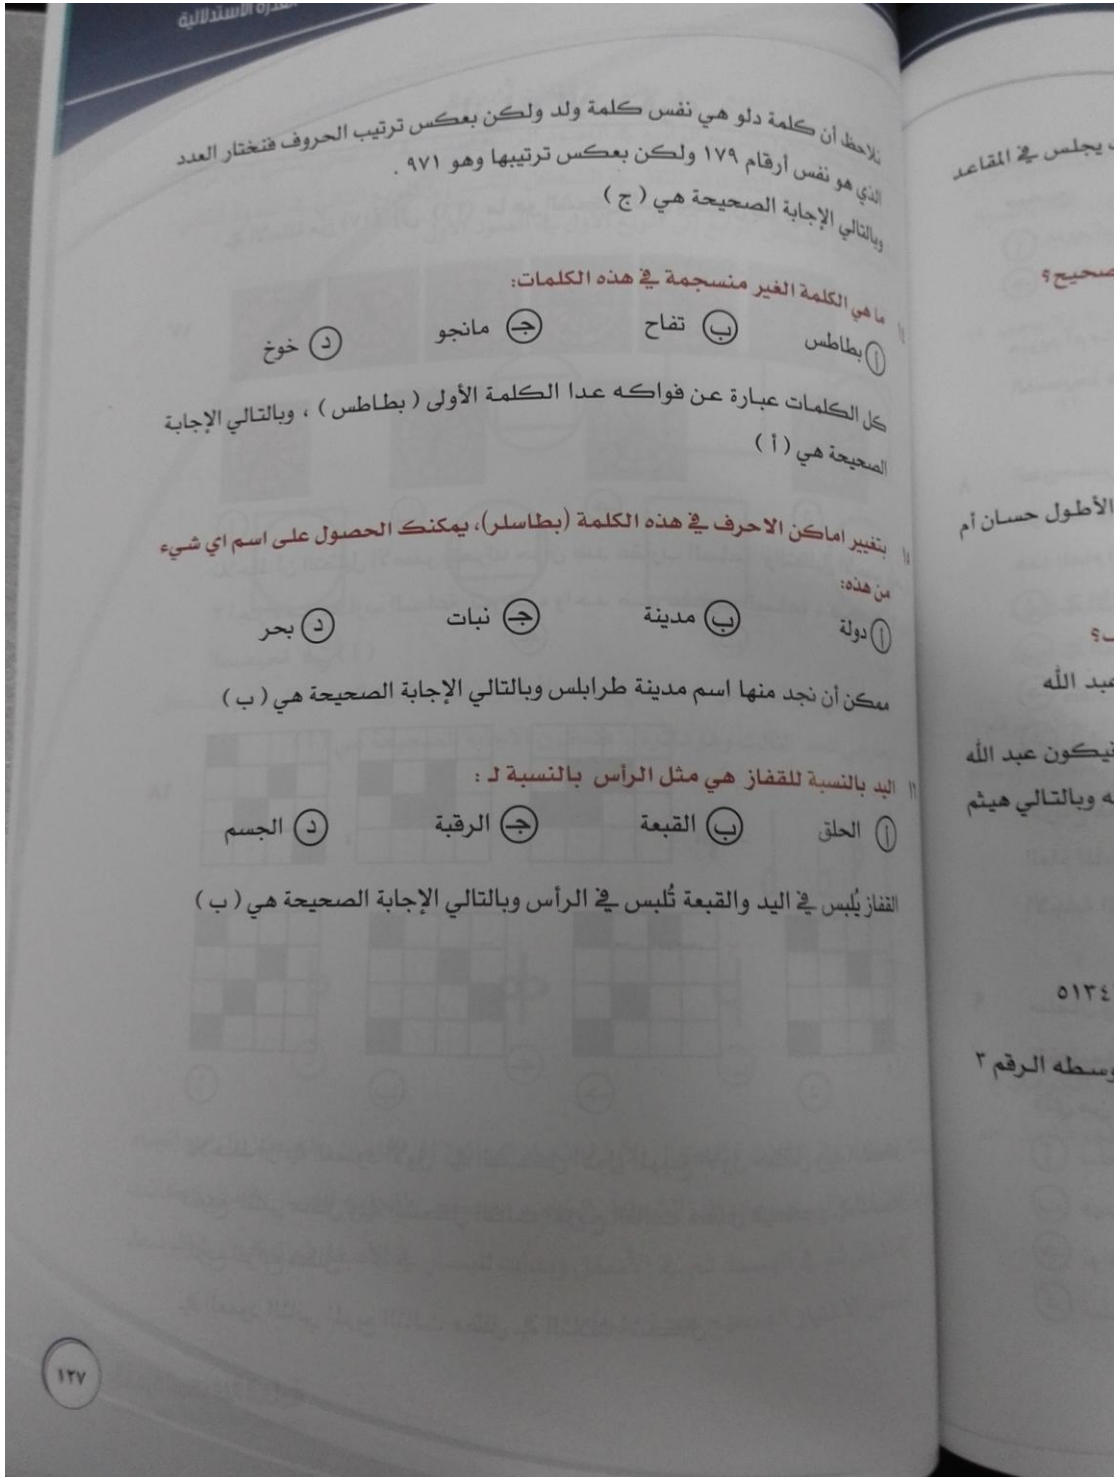 القدرة الاستدلالية
نلاحظ أن كلمة دلو هي نفس كلمة ولد ولكن بعكس ترتيب الحروف فنختار العدد
الذي هو نفس أرقام ١٧٩ ولكن بعكس ترتيبها وهو ٩٧١ .
وبالتالي الإجابة الصحيحة هي ( ج )
ما هي الكلمة الغير منسجمة في هذه الكلمات:
أ بطاطس ب تفاح جـ مانجو د خوخ
كل الكلمات عبارة عن فواكه عدا الكلمة الأولى ( بطاطس ) ، وبالتالي الإجابة
الصحيحة هي ( أ )
بتغيير اماكن الاحرف في هذه الكلمة (بطاسلر)، يمكنك الحصول على اسم اي شيء
من هذه:
أ دولة ب مدينة جـ نبات د بحر
ممكن أن نجد منها اسم مدينة طرابلس وبالتالي الإجابة الصحيحة هي ( ب )
اليد بالنسبة للقفاز هي مثل الرأس بالنسبة لـ :
أ الحلق ب القبعة جـ الرقبة د الجسم
القفاز يُلبس في اليد والقبعة تُلبس في الرأس وبالتالي الإجابة الصحيحة هي ( ب )
١٢٧
يجلس في المقاعد
صحيح؟
الأطول حسان أم
عبد الله
فيكون عبد الله
وبالتالي هيثم
٥١٣٤
وسطه الرقم ٣